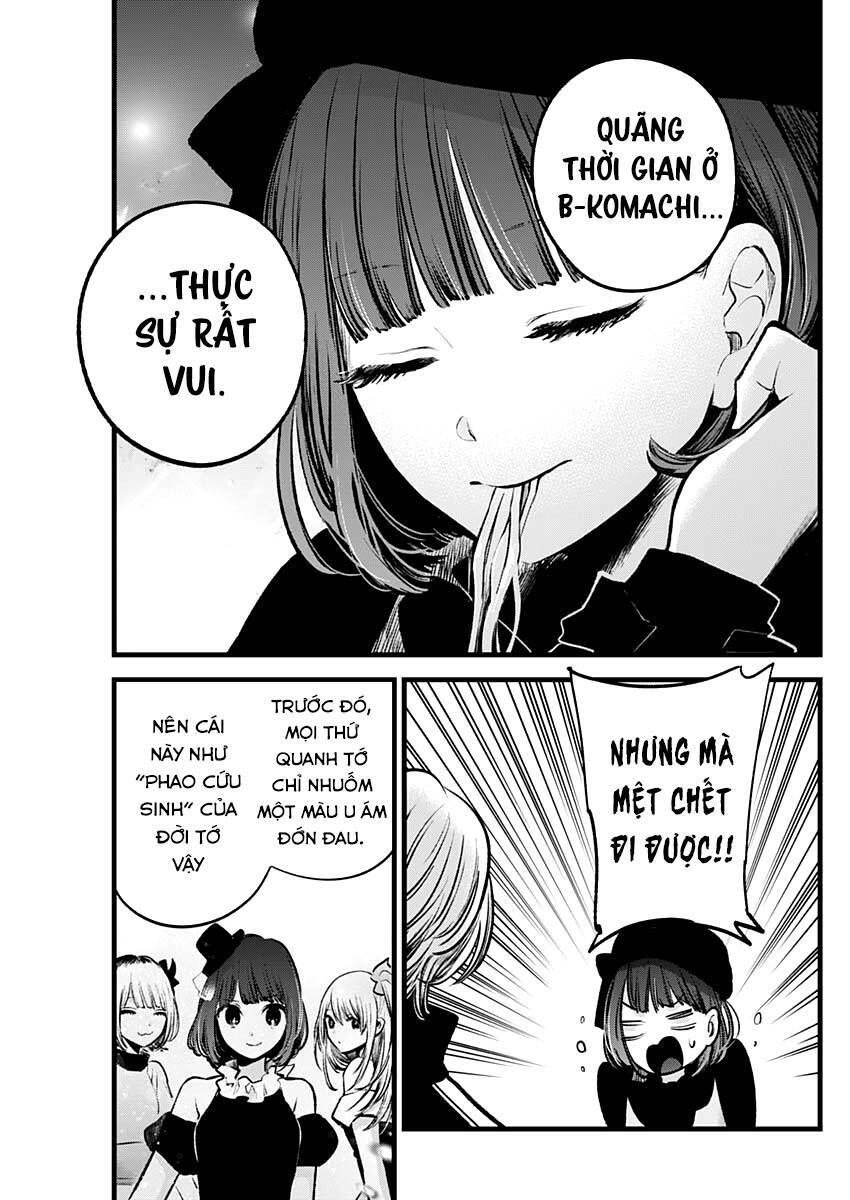 QUÃNG
THỜI GIAN Ở
B-KOMACHI...
...THỰC
SỰ RẤT
VUI.
NHƯNG MÀ
MỆT CHẾT
ĐI ĐƯỢC!!
TRƯỚC ĐÓ,
MỌI THỨ
QUANH TỚ
CHỈ NHUỐM
MỘT MÀU U ÁM
ĐỚN ĐAU.
NÊN CÁI
NÀY NHƯ
"PHAO CỨU
SINH" CỦA
ĐỜI TỚ
VẬY